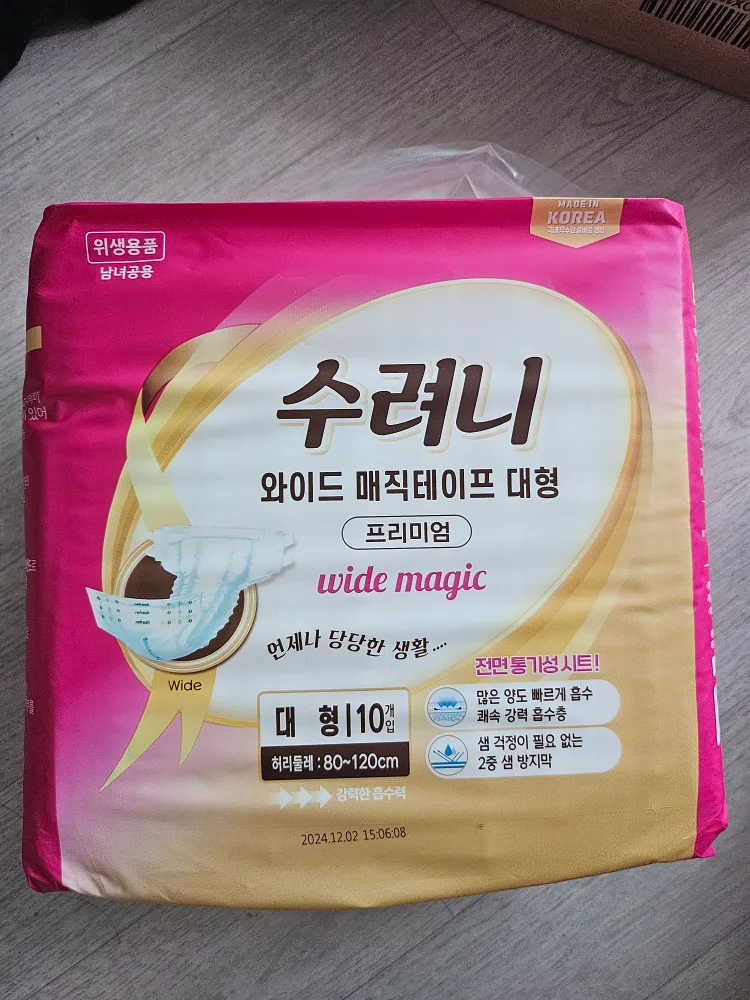 MADE IN
KOREA
위생용품
남녀공용
수려니
와이드 매직테이프 대형
프리미엄
wide magic
refresh
refresh
refresh
언제나 당당한 생활....
Wide
전면통기성시트!
많은 양도 빠르게 흡수
쾌속 강력 흡수층
대 형 | 10개입
허리둘레 : 80~120cm
샘 걱정이 필요 없는
2중 샘 방지막
강력한 흡수력
2024.12.02 15:06:08